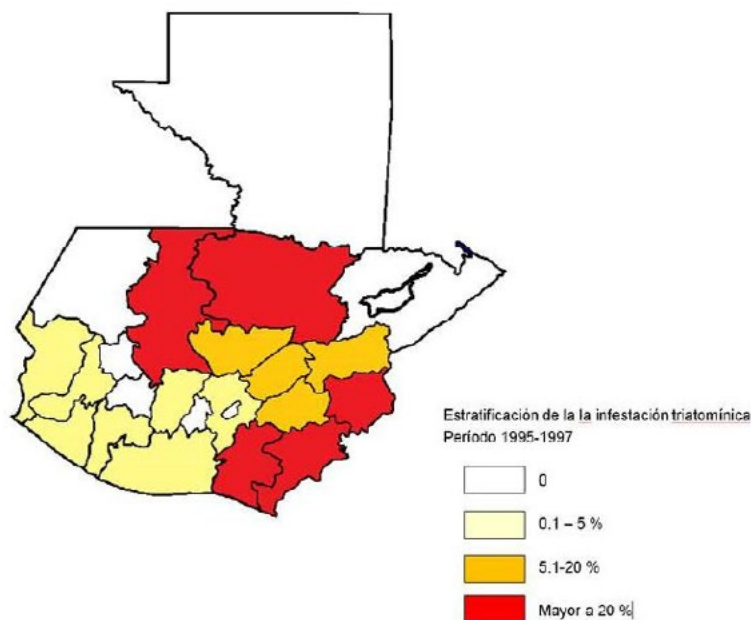 Estratificación de la la infestación triatomínica
Período 1995-1997
0
0.1 – 5 %
5.1-20 %
Mayor a 20 %